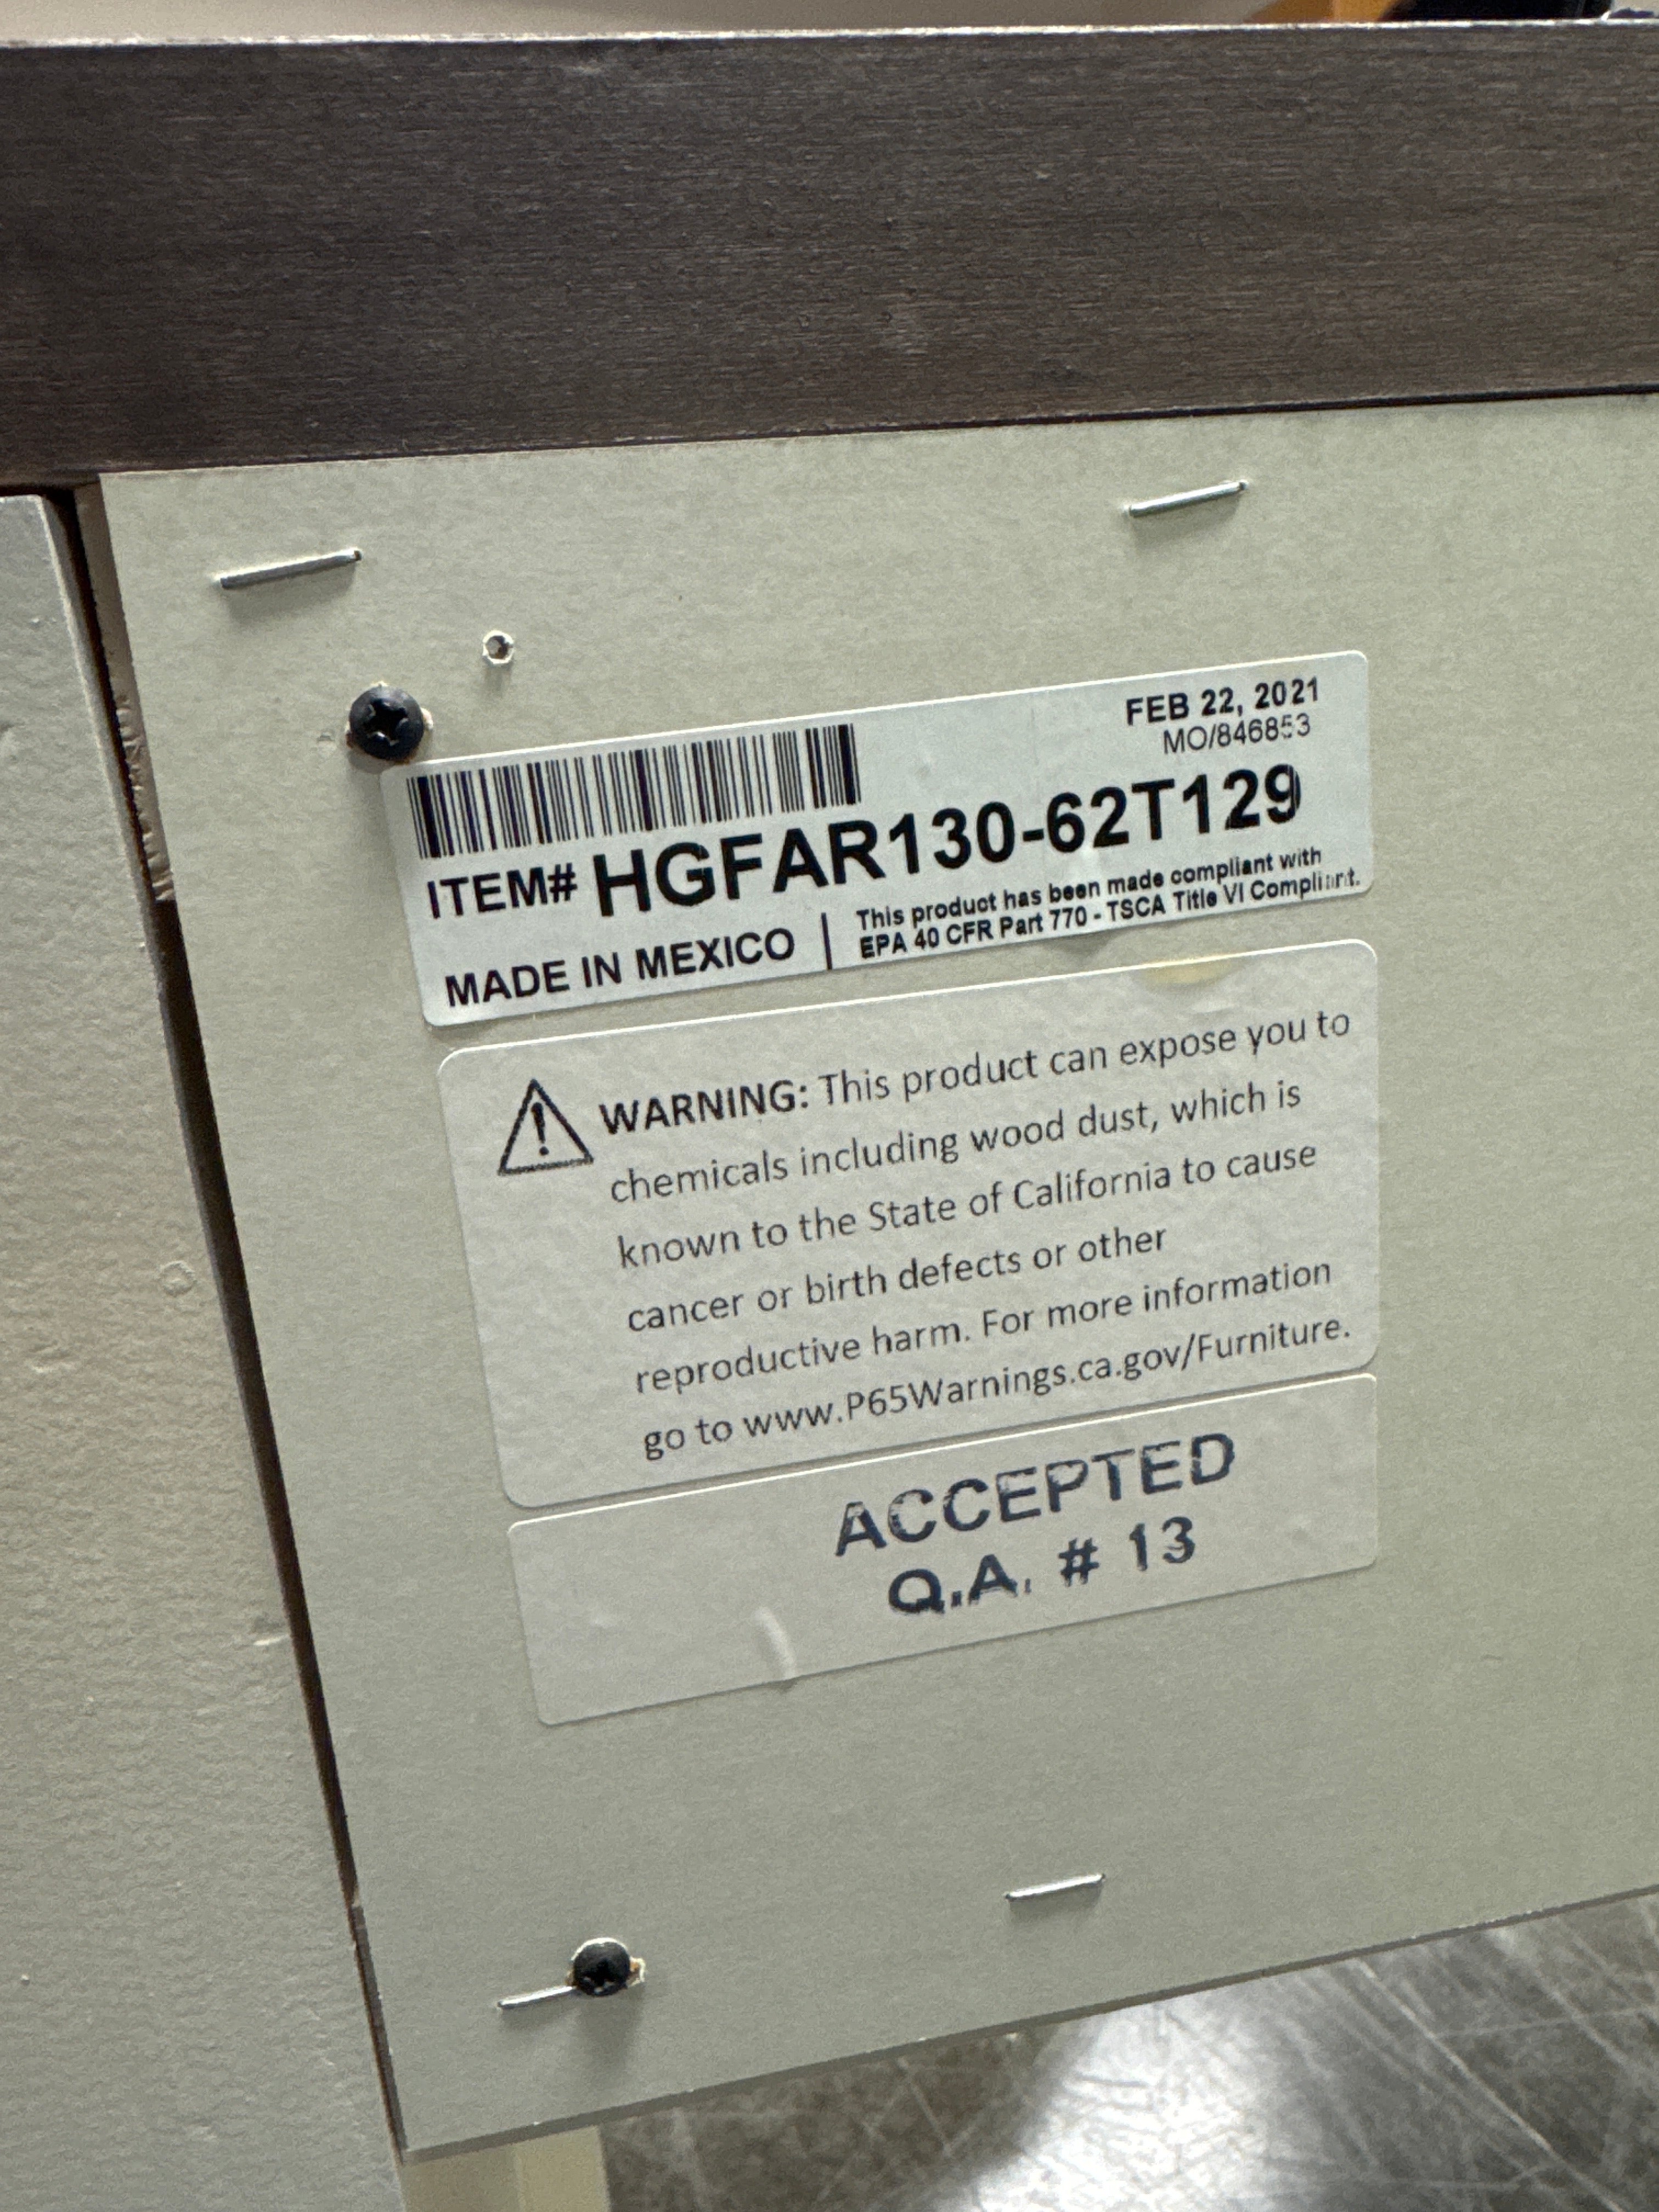 FEB 22, 2021
MO/846853
ITEM# HGFAR130-62T129
MADE IN MEXICO | This product has been made compliant with
EPA 40 CFR Part 770 - TSCA Title VI Compliant.
WARNING: This product can expose you to
chemicals including wood dust, which is
known to the State of California to cause
cancer or birth defects or other
reproductive harm. For more information
go to www.P65Warnings.ca.gov/Furniture.
ACCEPTED
Q.A. # 13